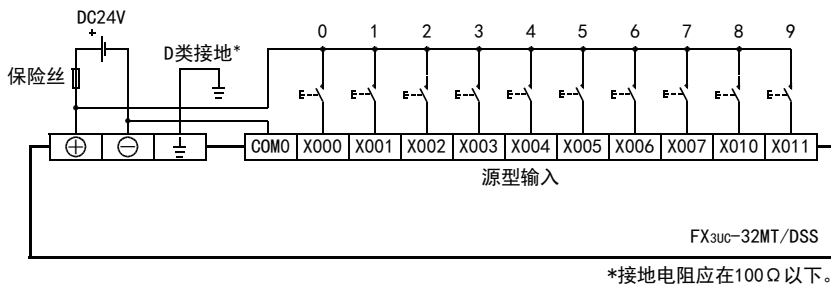 DC24V
+
0 1 2 3 4 5 6 7 8 9
D类接地*
保险丝
E E E E E E E E E E
⊕ ⊖ COM0 X000 X001 X002 X003 X004 X005 X006 X007 X010 X011
源型输入
FX3UC-32MT/DSS
*接地电阻应在100Ω以下。